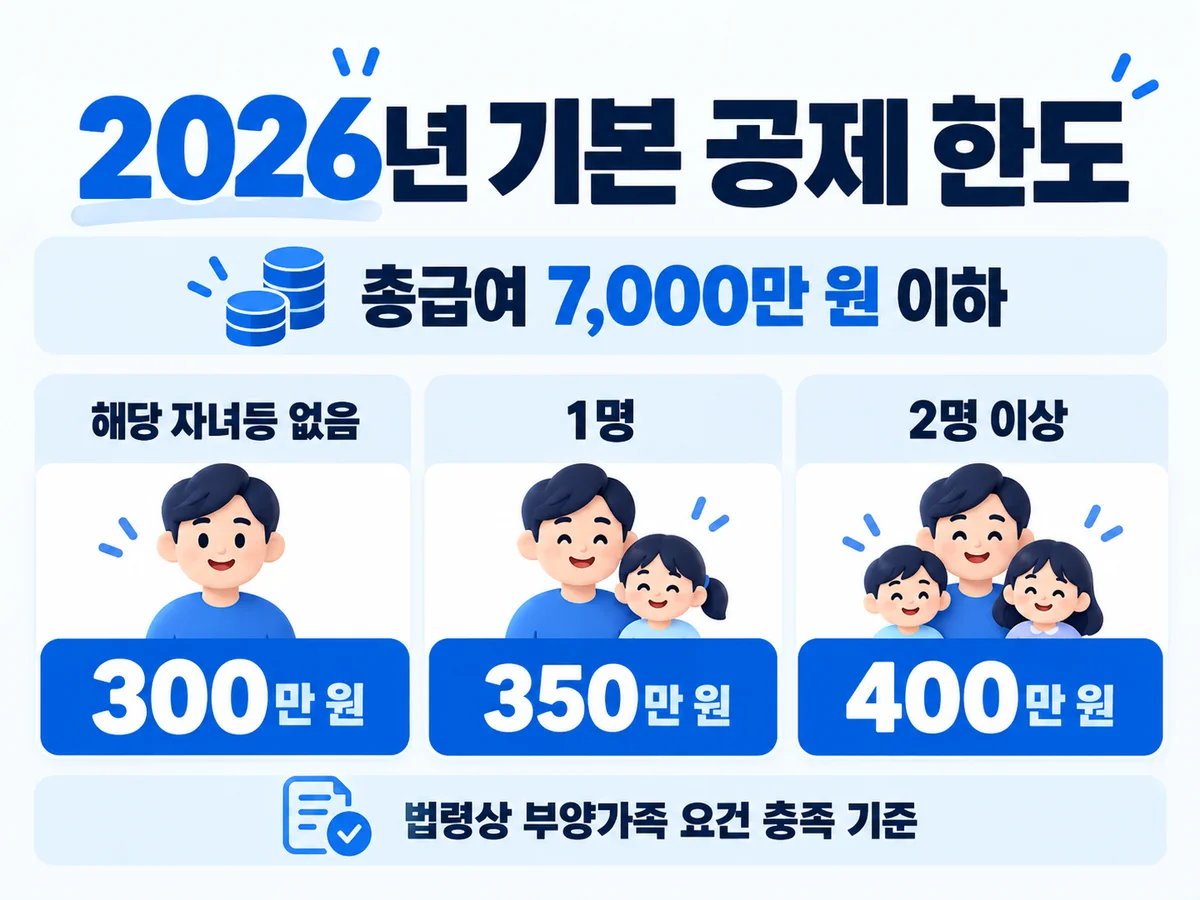 2026년 기본 공제 한도
총급여 7,000만 원 이하
해당 자녀등 없음
300만 원
1명
350만 원
2명 이상
400만 원
법령상 부양가족 요건 충족 기준